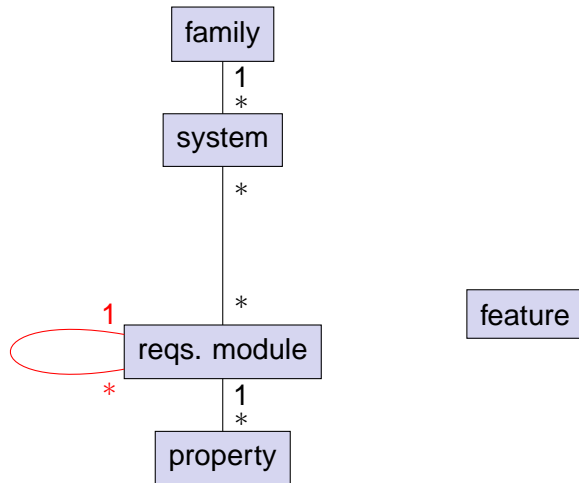 family
1
*
system
*
*
1
reqs. module
feature
*
1
*
property